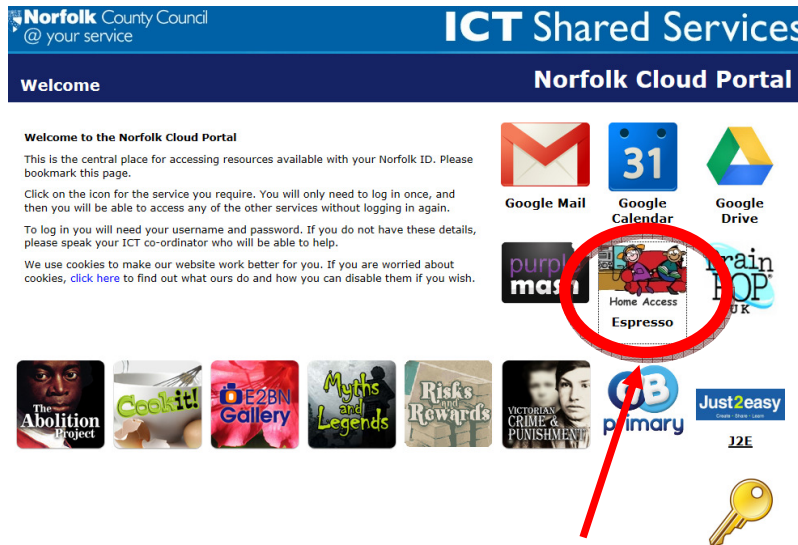 Norfolk County Council
@ your service
ICT Shared Services
Welcome
Norfolk Cloud Portal
Welcome to the Norfolk Cloud Portal
This is the central place for accessing resources available with your Norfolk ID. Please
bookmark this page.
Click on the icon for the service you require. You will only need to log in once, and
then you will be able to access any of the other services without logging in again.
To log in you will need your username and password. If you do not have these details,
please speak your ICT co-ordinator who will be able to help.
We use cookies to make our website work better for you. If you are worried about
cookies, click here to find out what ours do and how you can disable them if you wish.
Google Mail
31
Google
Calendar
Google
Drive
purple
mash
Home Access
Espresso
Brain
POP
UK
The
Abolition
Project
Cookit!
E2BN
Gallery
Myths
and
Legends
Risks
and
Rewards
VICTORIAN
CRIME &
PUNISHMENT
primary
Just2easy
Create - Share - Learn
J2E